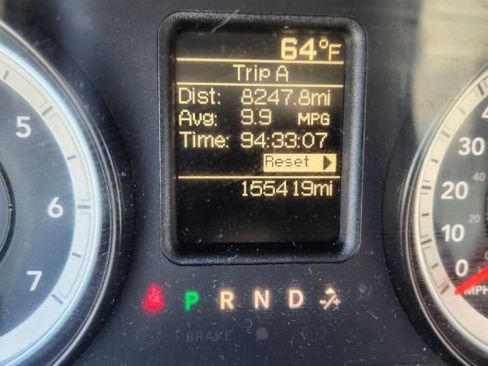 64°F
Trip A
Dist: 8247.8mi
Avg: 9.9 MPG
Time: 94:33:07
Reset
155419mi
5
6
7
4
30
20
10
0
MPH
P R N D
BRAKE